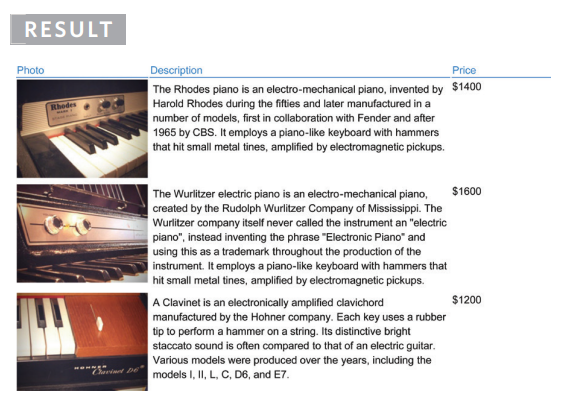 RESULT
Photo Description Price
The Rhodes piano is an electro-mechanical piano, invented by $1400
Harold Rhodes during the fifties and later manufactured in a
number of models, first in collaboration with Fender and after
1965 by CBS. It employs a piano-like keyboard with hammers
that hit small metal tines, amplified by electromagnetic pickups.
Rhodes
The Wurlitzer electric piano is an electro-mechanical piano, $1600
created by the Rudolph Wurlitzer Company of Mississippi. The
Wurlitzer company itself never called the instrument an "electric
piano", instead inventing the phrase "Electronic Piano" and
using this as a trademark throughout the production of the
instrument. It employs a piano-like keyboard with hammers that
hit small metal tines, amplified by electromagnetic pickups.
A Clavinet is an electronically amplified clavichord $1200
manufactured by the Hohner company. Each key uses a rubber
tip to perform a hammer on a string. Its distinctive bright
staccato sound is often compared to that of an electric guitar.
Various models were produced over the years, including the
models I, II, L, C, D6, and E7.
HOHNER
Clavinet D6